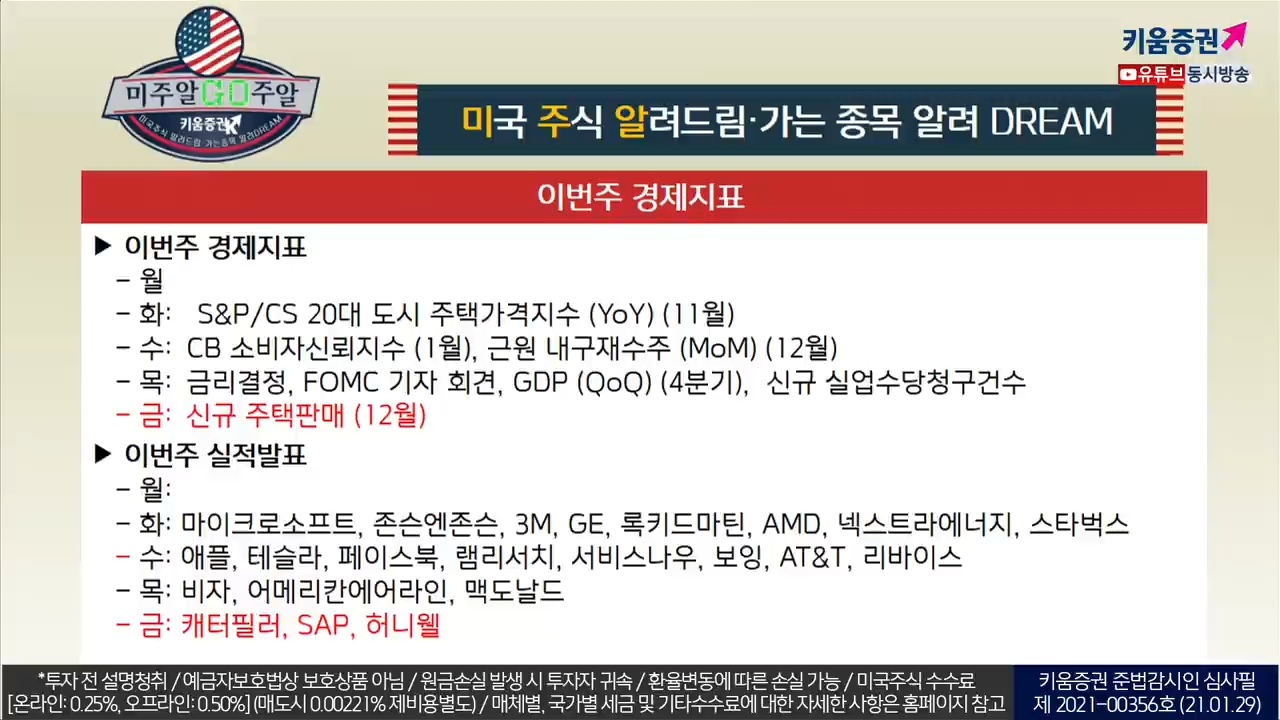 미주알GO주알
키움증권
미국주식 알려드림·가는종목 알려DREAM
키움증권
유튜브동시방송
미국 주식 알려드림·가는 종목 알려 DREAM
이번주 경제지표
▶ 이번주 경제지표
– 월
– 화: S&P/CS 20대 도시 주택가격지수 (YoY) (11월)
– 수: CB 소비자신뢰지수 (1월), 근원 내구재수주 (MoM) (12월)
– 목: 금리결정, FOMC 기자 회견, GDP (QoQ) (4분기), 신규 실업수당청구건수
– 금: 신규 주택판매 (12월)
▶ 이번주 실적발표
– 월:
– 화: 마이크로소프트, 존슨엔존슨, 3M, GE, 록키드마틴, AMD, 넥스트라에너지, 스타벅스
– 수: 애플, 테슬라, 페이스북, 램리서치, 서비스나우, 보잉, AT&T, 리바이스
– 목: 비자, 어메리칸에어라인, 맥도날드
– 금: 캐터필러, SAP, 허니웰
*투자 전 설명청취 / 예금자보호법상 보호상품 아님 / 원금손실 발생 시 투자자 귀속 / 환율변동에 따른 손실 가능 / 미국주식 수수료
[온라인: 0.25%, 오프라인: 0.50%] (매도시 0.00221% 제비용별도) / 매체별, 국가별 세금 및 기타수수료에 대한 자세한 사항은 홈페이지 참고
키움증권 준법감시인 심사필
제 2021-00356호 (21.01.29)